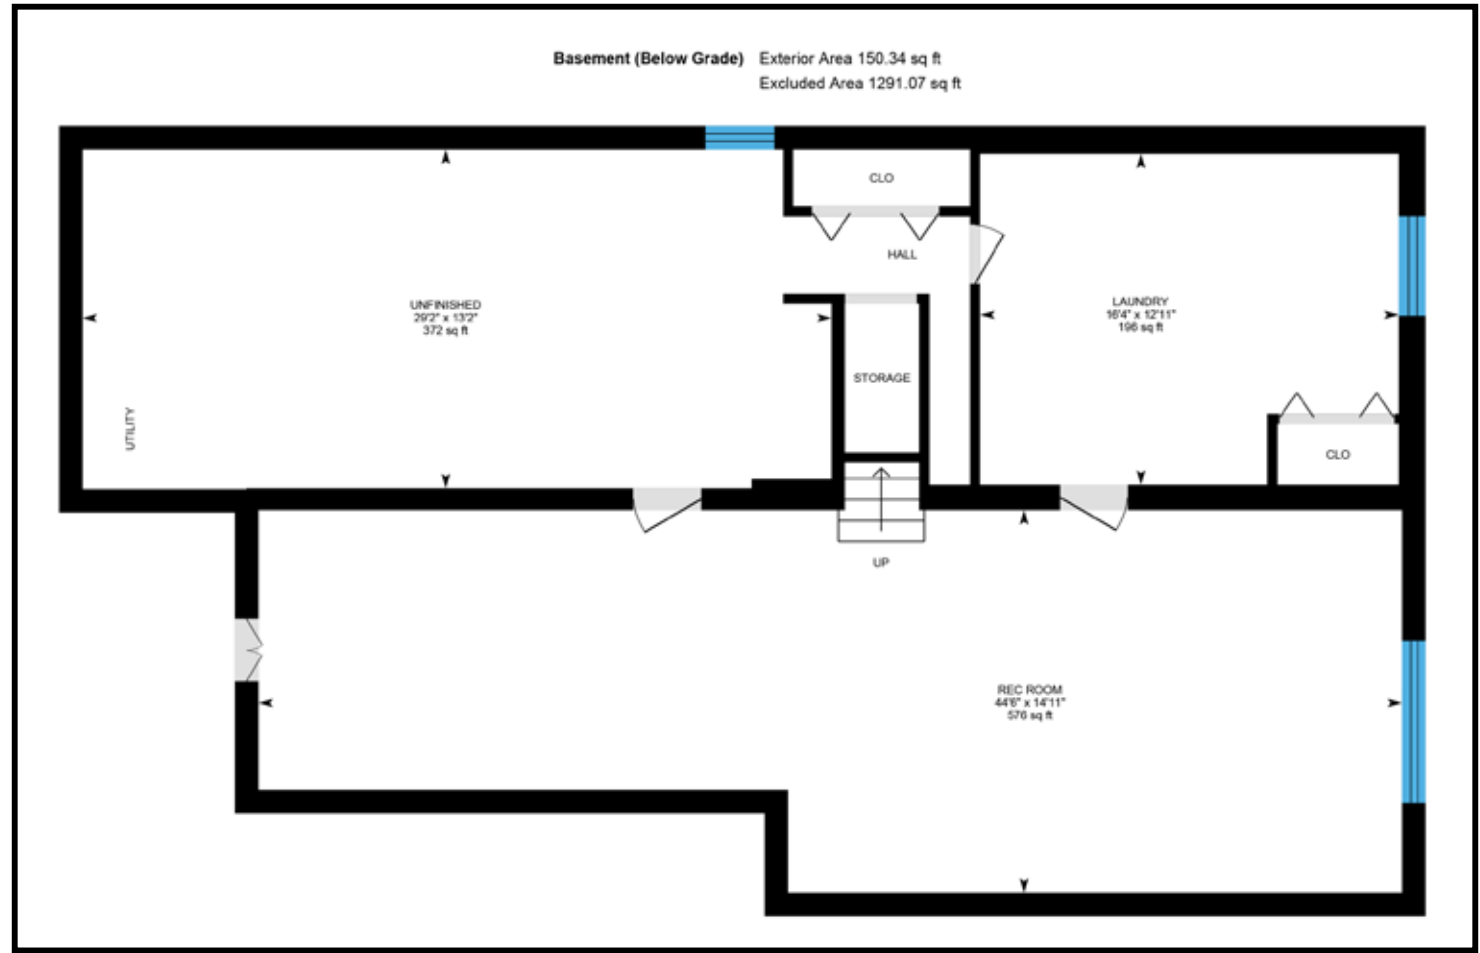 Basement (Below Grade) Exterior Area 150.34 sq ft
Excluded Area 1291.07 sq ft
CLO
HALL
UNFINISHED
29'2" x 13'2"
372 sq ft
LAUNDRY
16'4" x 12'11"
196 sq ft
STORAGE
UTILITY
CLO
UP
REC ROOM
44'6" x 14'11"
576 sq ft